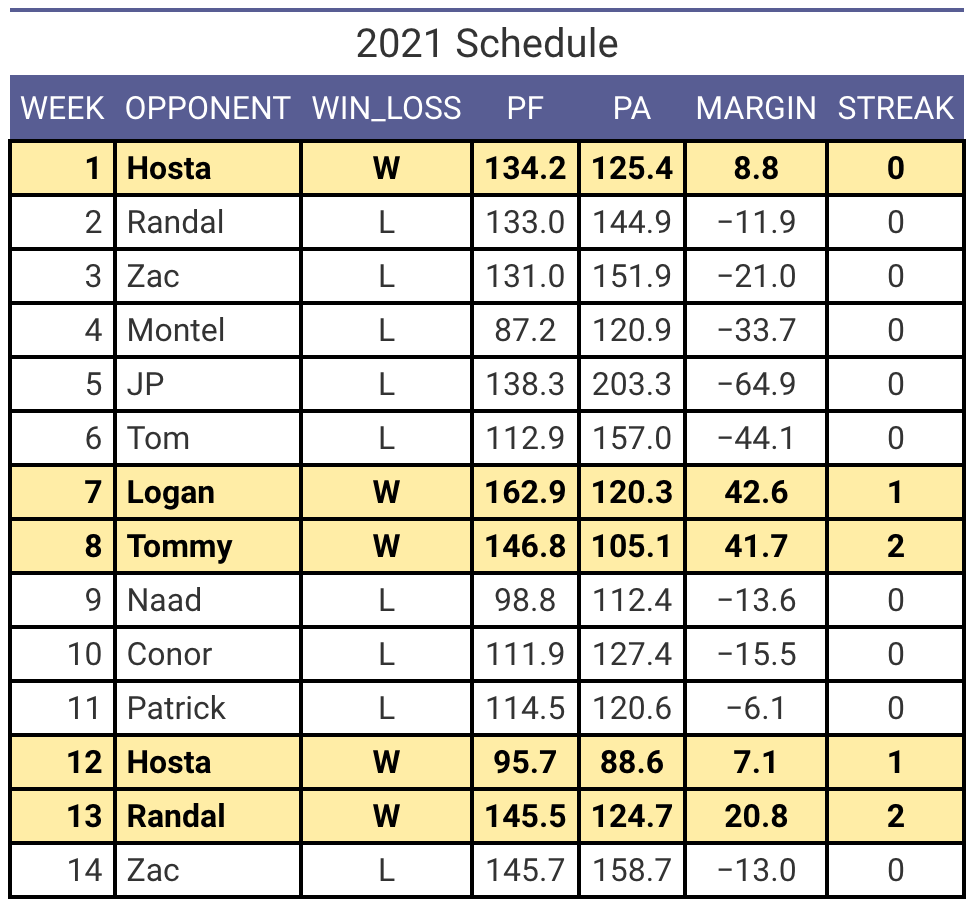 2021 Schedule
WEEK OPPONENT WIN_LOSS PF PA MARGIN STREAK
1 Hosta W 134.2 125.4 8.8 0
2 Randal L 133.0 144.9 −11.9 0
3 Zac L 131.0 151.9 −21.0 0
4 Montel L 87.2 120.9 −33.7 0
5 JP L 138.3 203.3 −64.9 0
6 Tom L 112.9 157.0 −44.1 0
7 Logan W 162.9 120.3 42.6 1
8 Tommy W 146.8 105.1 41.7 2
9 Naad L 98.8 112.4 −13.6 0
10 Conor L 111.9 127.4 −15.5 0
11 Patrick L 114.5 120.6 −6.1 0
12 Hosta W 95.7 88.6 7.1 1
13 Randal W 145.5 124.7 20.8 2
14 Zac L 145.7 158.7 −13.0 0